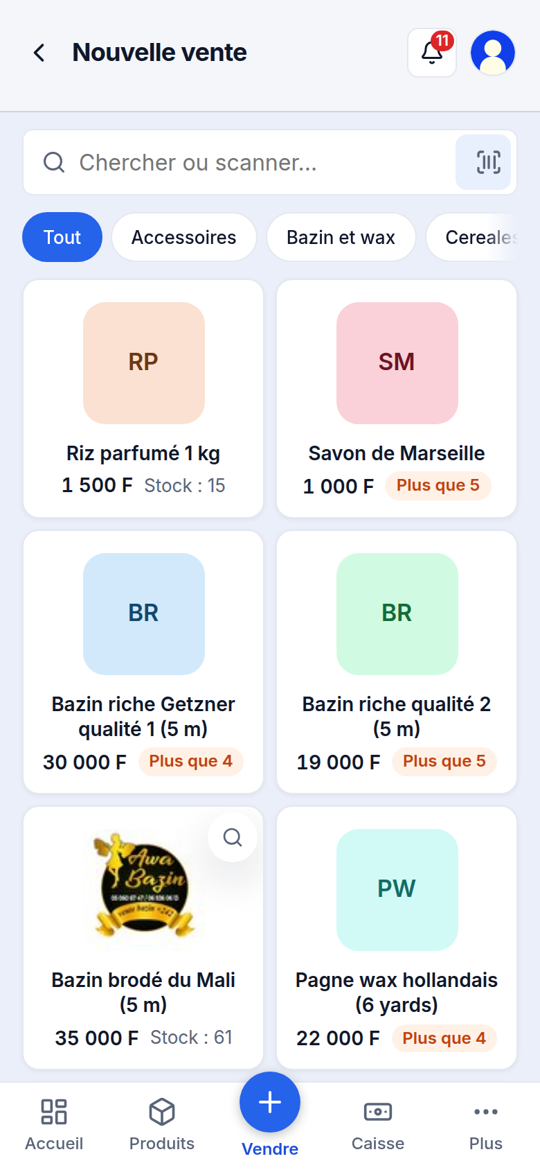 Nouvelle vente
11
Chercher ou scanner...
Tout
Accessoires
Bazin et wax
Cereales
RP
Riz parfumé 1 kg
1 500 F Stock : 15
SM
Savon de Marseille
1 000 F Plus que 5
BR
Bazin riche Getzner
qualité 1 (5 m)
30 000 F Plus que 4
BR
Bazin riche qualité 2
(5 m)
19 000 F Plus que 5
Awa
Bazin
Bazin brodé du Mali
(5 m)
35 000 F Stock : 61
PW
Pagne wax hollandais
(6 yards)
22 000 F Plus que 4
Accueil
Produits
Vendre
Caisse
Plus